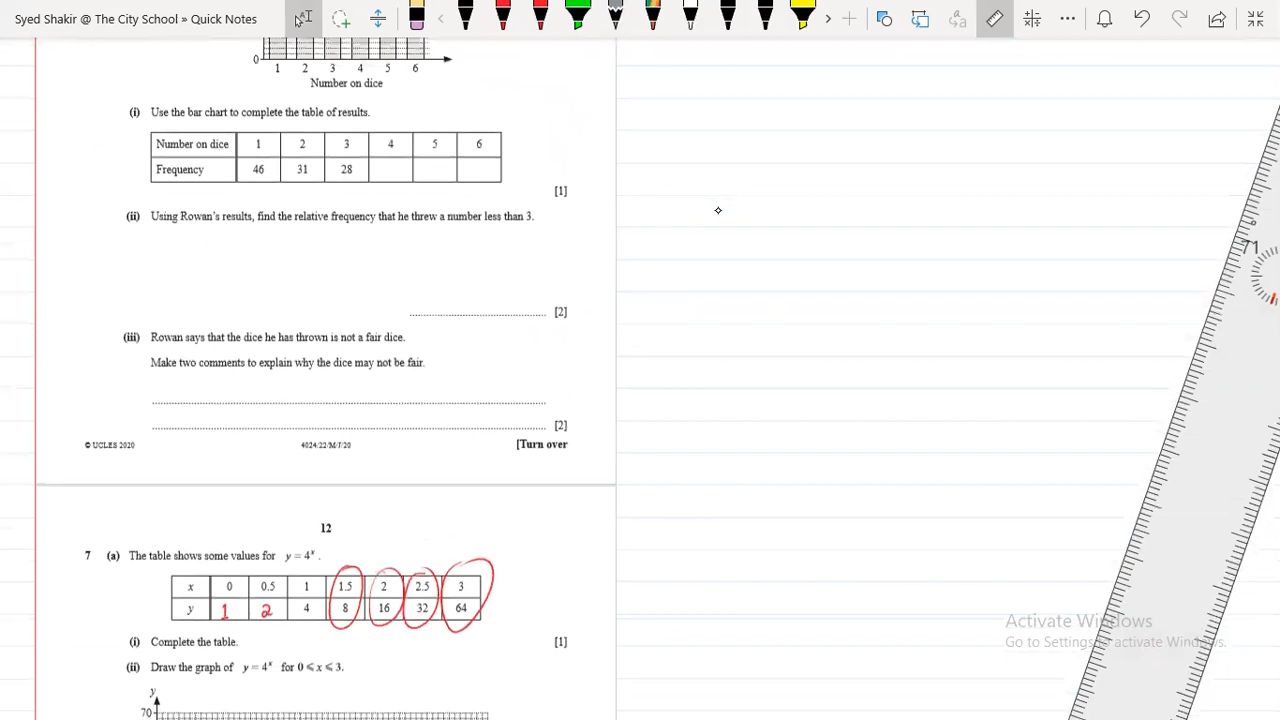 Syed Shakir @ The City School » Quick Notes
0
1 2 3 4 5 6
Number on dice
(i) Use the bar chart to complete the table of results.
Number on dice 1 2 3 4 5 6
Frequency 46 31 28
[1]
(ii) Using Rowan's results, find the relative frequency that he threw a number less than 3.
.......................................... [2]
(iii) Rowan says that the dice he has thrown is not a fair dice.
Make two comments to explain why the dice may not be fair.
..........................................................................................
.......................................................................................... [2]
© UCLES 2020 4024/22/M/J/20 [Turn over
12
7 (a) The table shows some values for y = 4ˣ .
x 0 0.5 1 1.5 2 2.5 3
y 1 2 4 8 16 32 64
(i) Complete the table. [1]
(ii) Draw the graph of y = 4ˣ for 0 ⩽ x ⩽ 3.
y
70
71
Activate Windows
Go to Settings to activate Windows.